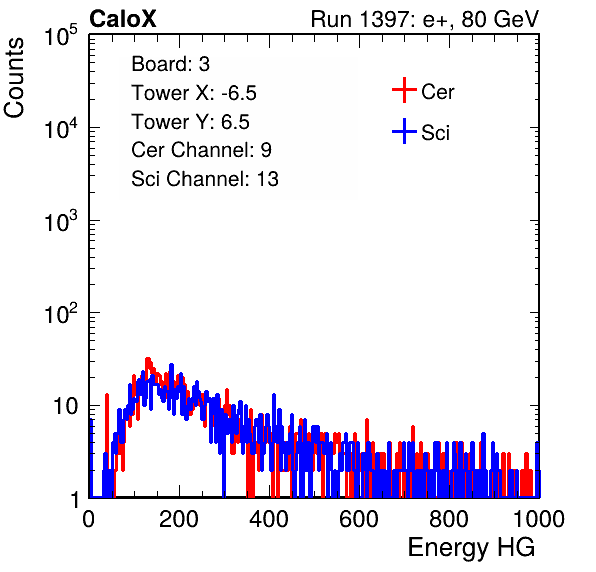 CaloX Run 1397: e+, 80 GeV
Counts
Board: 3
Tower X: -6.5
Tower Y: 6.5
Cer Channel: 9
Sci Channel: 13
Cer
Sci
10^5
10^4
10^3
10^2
10
1
0 200 400 600 800 1000
Energy HG